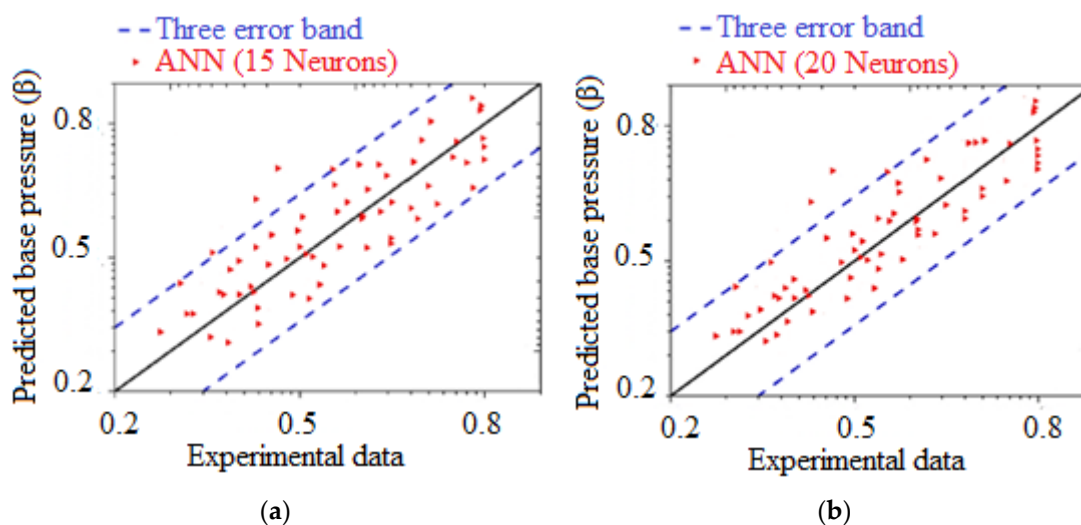 Three error band
ANN (15 Neurons)
Predicted base pressure (β)
0.8
0.5
0.2
0.2 0.5 0.8
Experimental data
(a)
Three error band
ANN (20 Neurons)
Predicted base pressure (β)
0.8
0.5
0.2
0.2 0.5 0.8
Experimental data
(b)